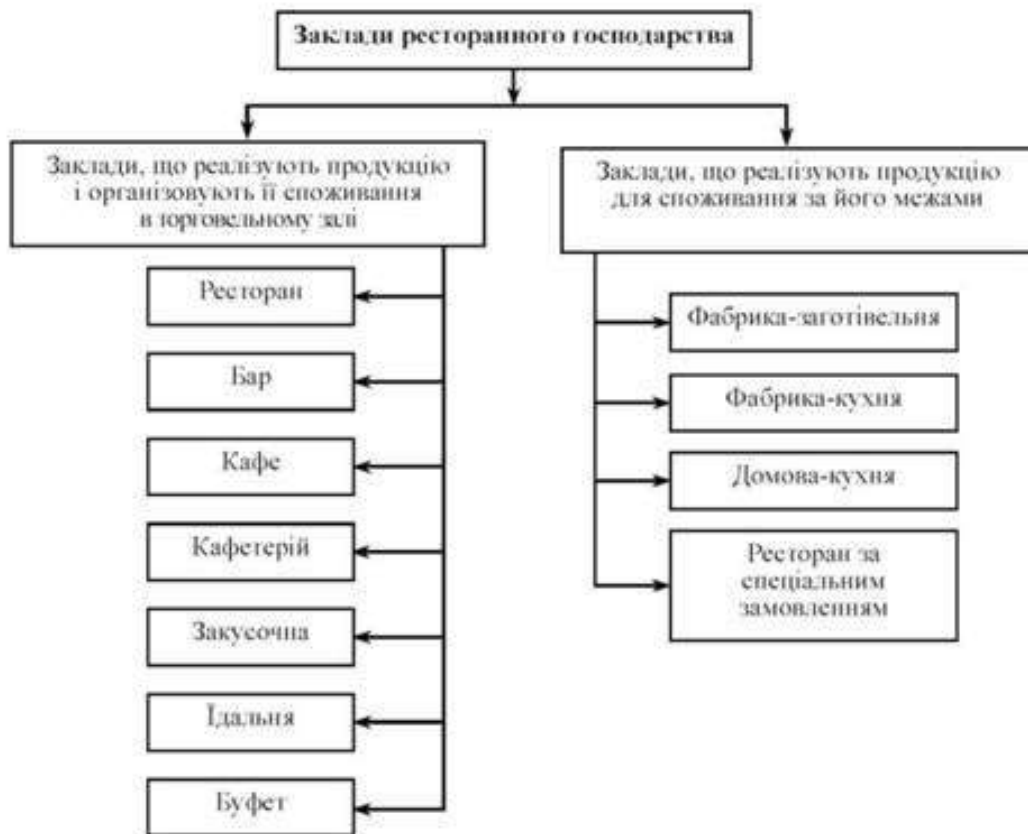 Заклади ресторанного господарства
Заклади, що реалізують продукцію
і організовують її споживання
в торговельному залі
Ресторан
Бар
Кафе
Кафетерій
Закусочна
Їдальня
Буфет
Заклади, що реалізують продукцію
для споживання за його межами
Фабрика-заготівельня
Фабрика-кухня
Домова-кухня
Ресторан за
спеціальним
замовленням